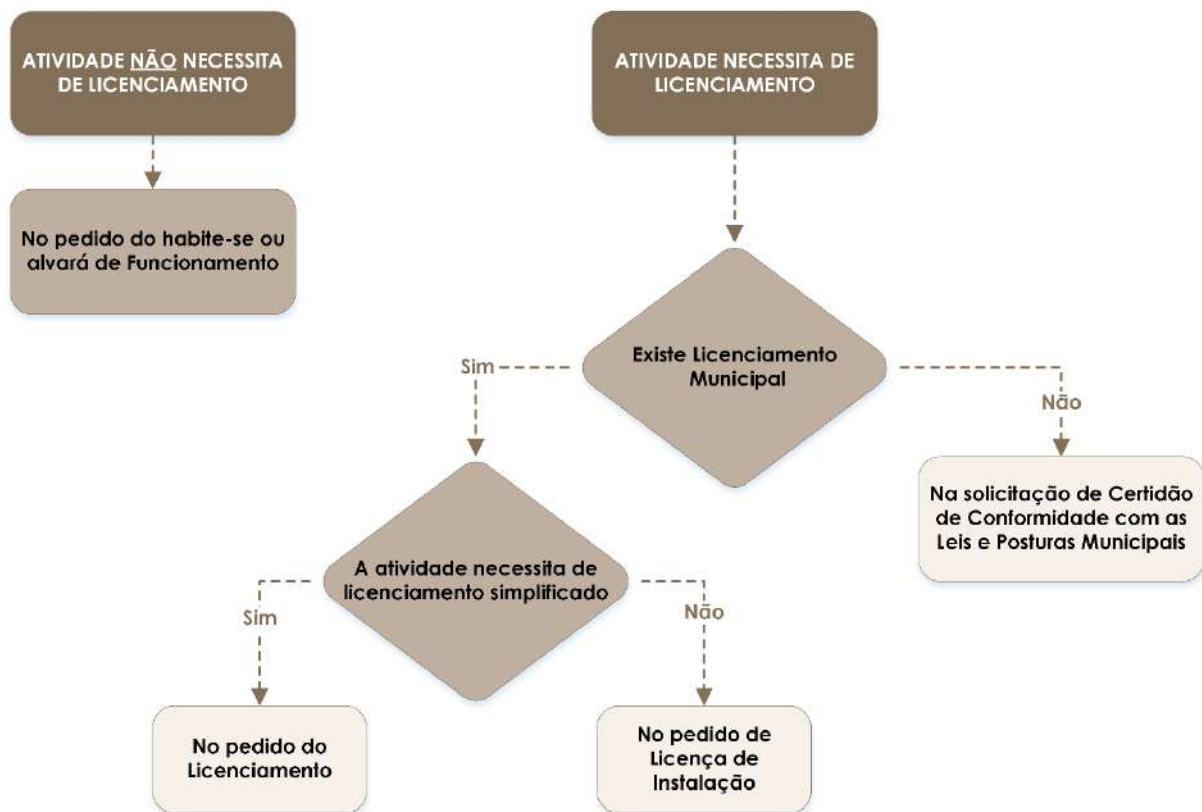 ATIVIDADE NÃO NECESSITA
DE LICENCIAMENTO
ATIVIDADE NECESSITA DE
LICENCIAMENTO
No pedido do habite-se ou
alvará de Funcionamento
Existe Licenciamento
Municipal
Sim
Não
Na solicitação de Certidão
de Conformidade com as
Leis e Posturas Municipais
A atividade necessita de
licenciamento simplificado
Sim
Não
No pedido do
Licenciamento
No pedido de
Licença de
Instalação